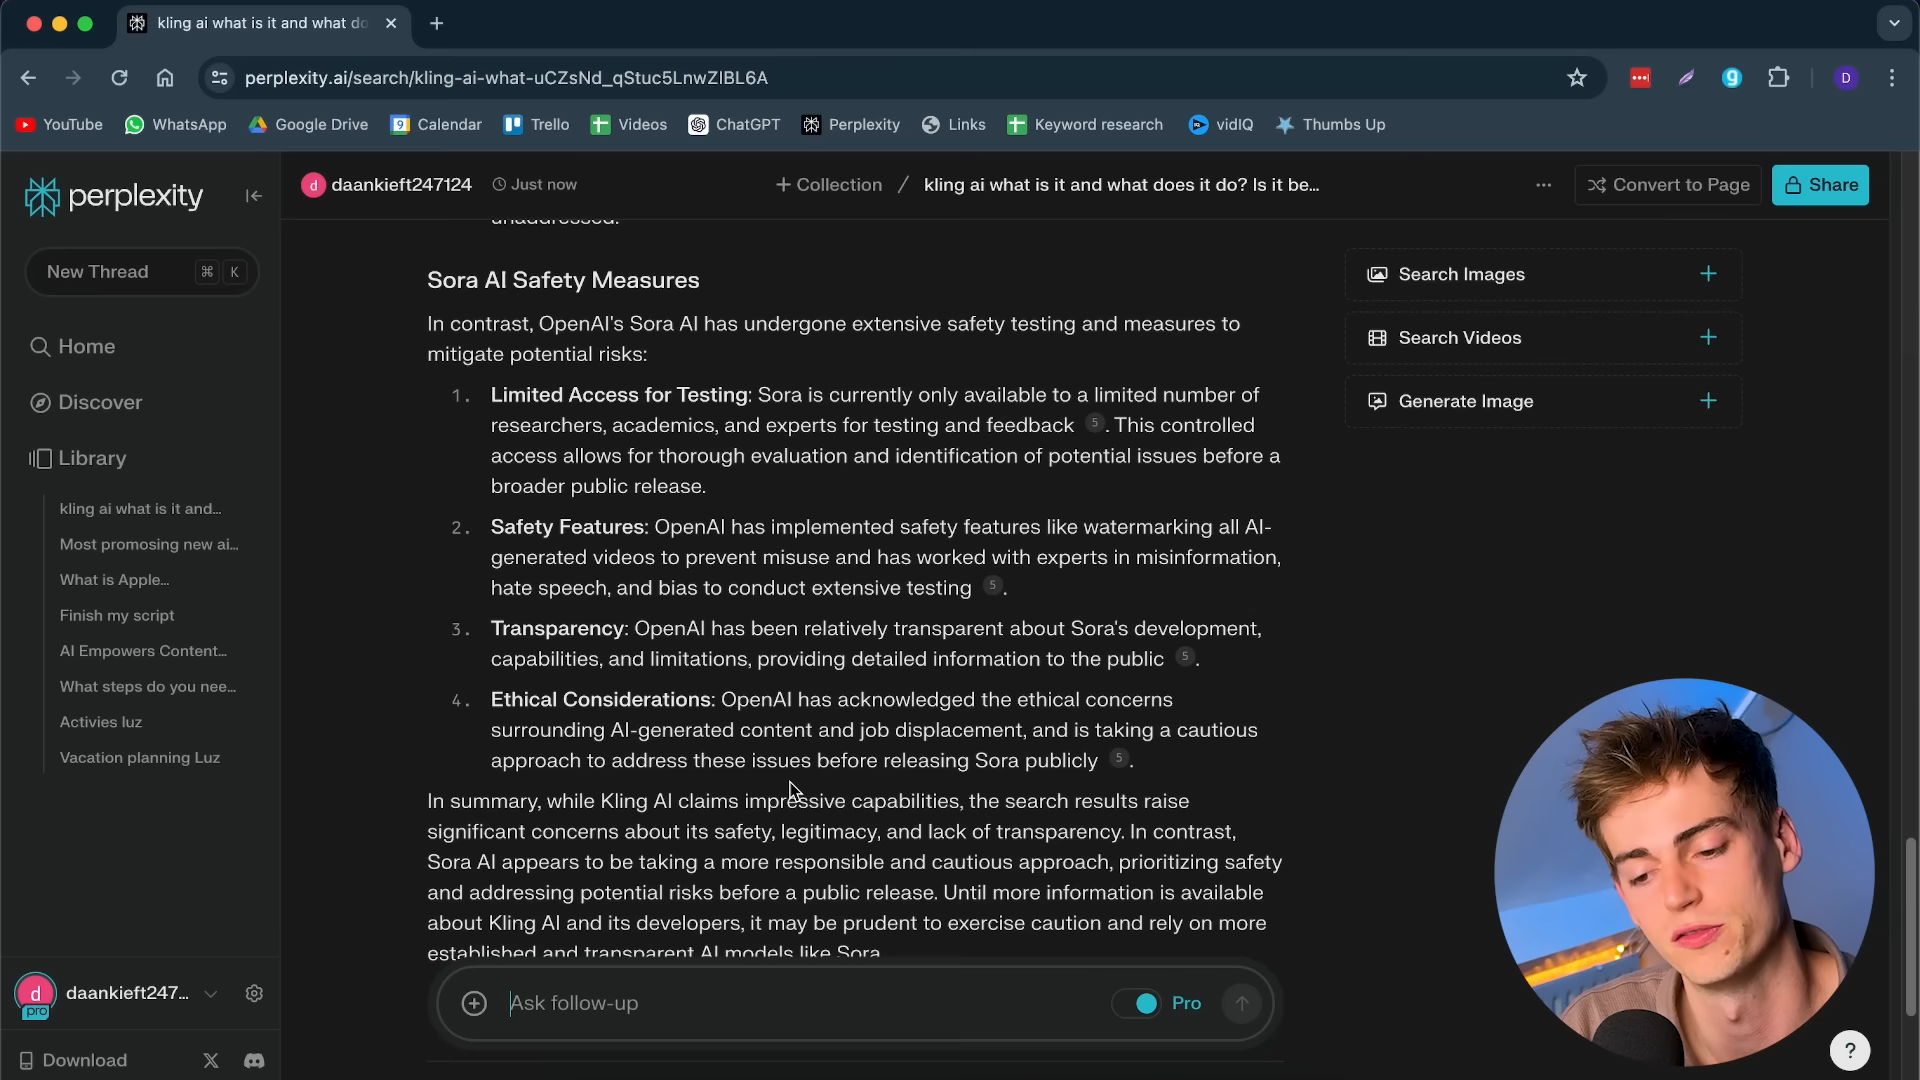 kling ai what is it and what do
perplexity.ai/search/kling-ai-what-uCZsNd_qStuc5LnwZIBL6A
D
YouTube
WhatsApp
Google Drive
Calendar
Trello
Videos
ChatGPT
Perplexity
Links
Keyword research
vidIQ
Thumbs Up
perplexity
d daankieft247124
Just now
+ Collection / kling ai what is it and what does it do? Is it be...
Convert to Page
Share
unaddressed.
New Thread ⌘ K
Home
Discover
Library
kling ai what is it and...
Most promosing new ai...
What is Apple...
Finish my script
AI Empowers Content...
What steps do you nee...
Activies luz
Vacation planning Luz
Sora AI Safety Measures
In contrast, OpenAI's Sora AI has undergone extensive safety testing and measures to
mitigate potential risks:
1. Limited Access for Testing: Sora is currently only available to a limited number of
researchers, academics, and experts for testing and feedback 5 . This controlled
access allows for thorough evaluation and identification of potential issues before a
broader public release.
2. Safety Features: OpenAI has implemented safety features like watermarking all AI-
generated videos to prevent misuse and has worked with experts in misinformation,
hate speech, and bias to conduct extensive testing 5 .
3. Transparency: OpenAI has been relatively transparent about Sora's development,
capabilities, and limitations, providing detailed information to the public 5 .
4. Ethical Considerations: OpenAI has acknowledged the ethical concerns
surrounding AI-generated content and job displacement, and is taking a cautious
approach to address these issues before releasing Sora publicly 5 .
In summary, while Kling AI claims impressive capabilities, the search results raise
significant concerns about its safety, legitimacy, and lack of transparency. In contrast,
Sora AI appears to be taking a more responsible and cautious approach, prioritizing safety
and addressing potential risks before a public release. Until more information is available
about Kling AI and its developers, it may be prudent to exercise caution and rely on more
established and transparent AI models like Sora
Search Images +
Search Videos +
Generate Image +
Ask follow-up
Pro
d
pro
daankieft247...
Download
?